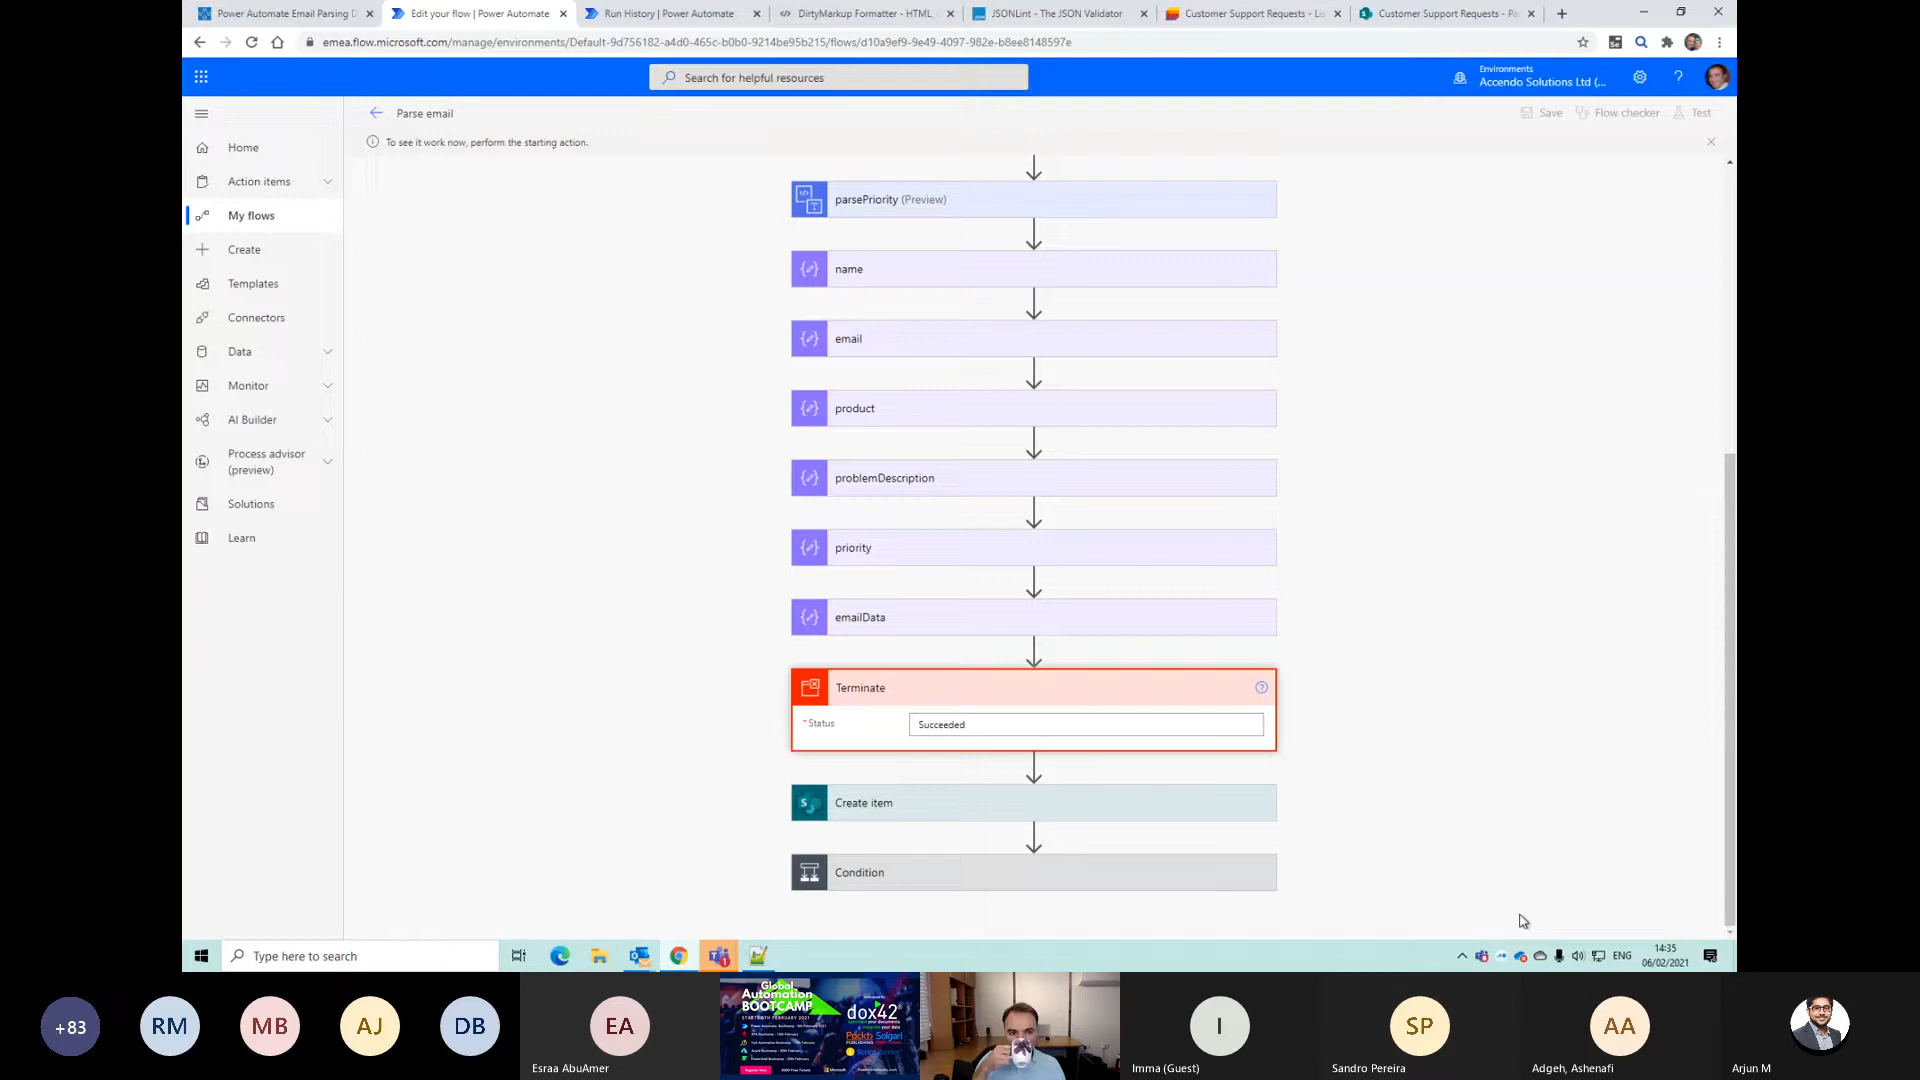 Power Automate Email Parsing D
Edit your flow | Power Automate
Run History | Power Automate
DirtyMarkup Formatter - HTML,
JSONLint - The JSON Validator
Customer Support Requests - Li
Customer Support Requests - Pa
emea.flow.microsoft.com/manage/environments/Default-9d756182-a4d0-465c-b0b0-9214be95b215/flows/d10a9ef9-9e49-4097-982e-b8ee8148597e
Search for helpful resources
Environments
Accendo Solutions Ltd (...
Parse email
Save
Flow checker
Test
To see it work now, perform the starting action.
Home
Action items
My flows
Create
Templates
Connectors
Data
Monitor
AI Builder
Process advisor
(preview)
Solutions
Learn
parsePriority (Preview)
name
email
product
problemDescription
priority
emailData
Terminate
* Status
Succeeded
Create item
Condition
Type here to search
ENG
14:35
06/02/2021
+83
RM
MB
AJ
DB
EA
Esraa AbuAmer
Global
Automation
BOOTCAMP
dox42
Packt
Solgari
I
Imma (Guest)
SP
Sandro Pereira
AA
Adgeh, Ashenafi
Arjun M